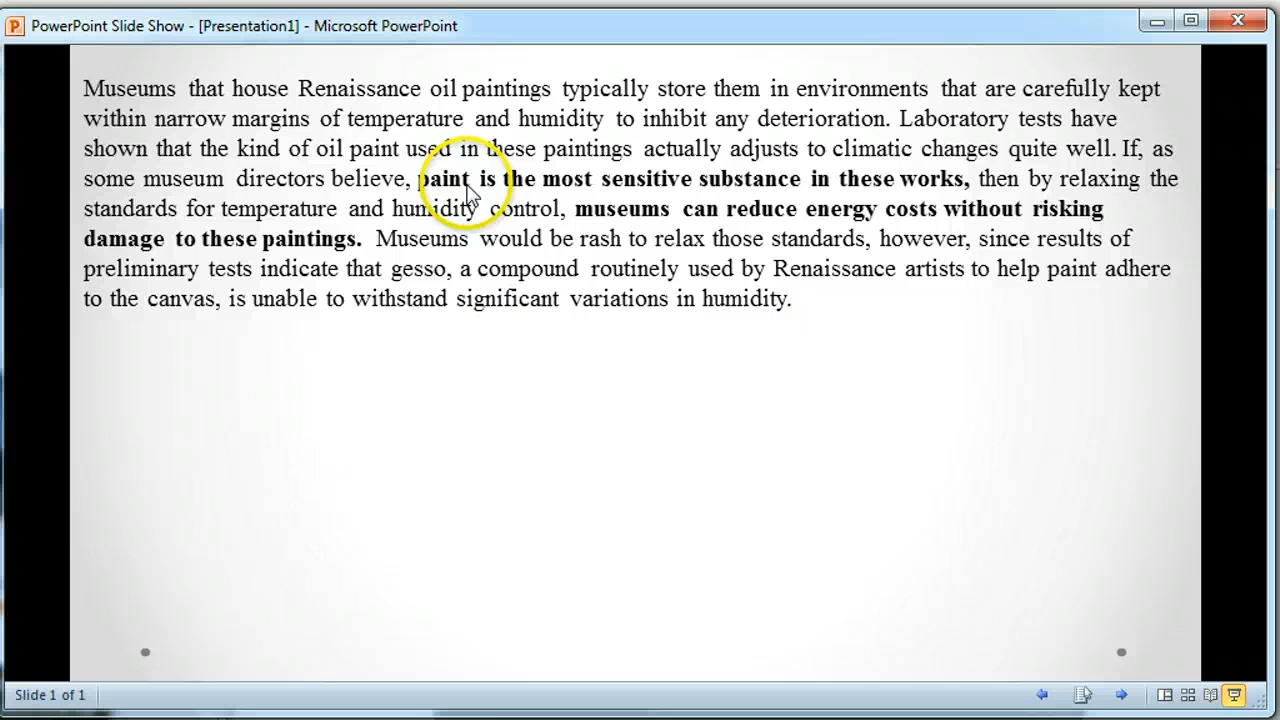 PowerPoint Slide Show - [Presentation1] - Microsoft PowerPoint
Museums that house Renaissance oil paintings typically store them in environments that are carefully kept
within narrow margins of temperature and humidity to inhibit any deterioration. Laboratory tests have
shown that the kind of oil paint used in these paintings actually adjusts to climatic changes quite well. If, as
some museum directors believe, paint is the most sensitive substance in these works, then by relaxing the
standards for temperature and humidity control, museums can reduce energy costs without risking
damage to these paintings. Museums would be rash to relax those standards, however, since results of
preliminary tests indicate that gesso, a compound routinely used by Renaissance artists to help paint adhere
to the canvas, is unable to withstand significant variations in humidity.
Slide 1 of 1